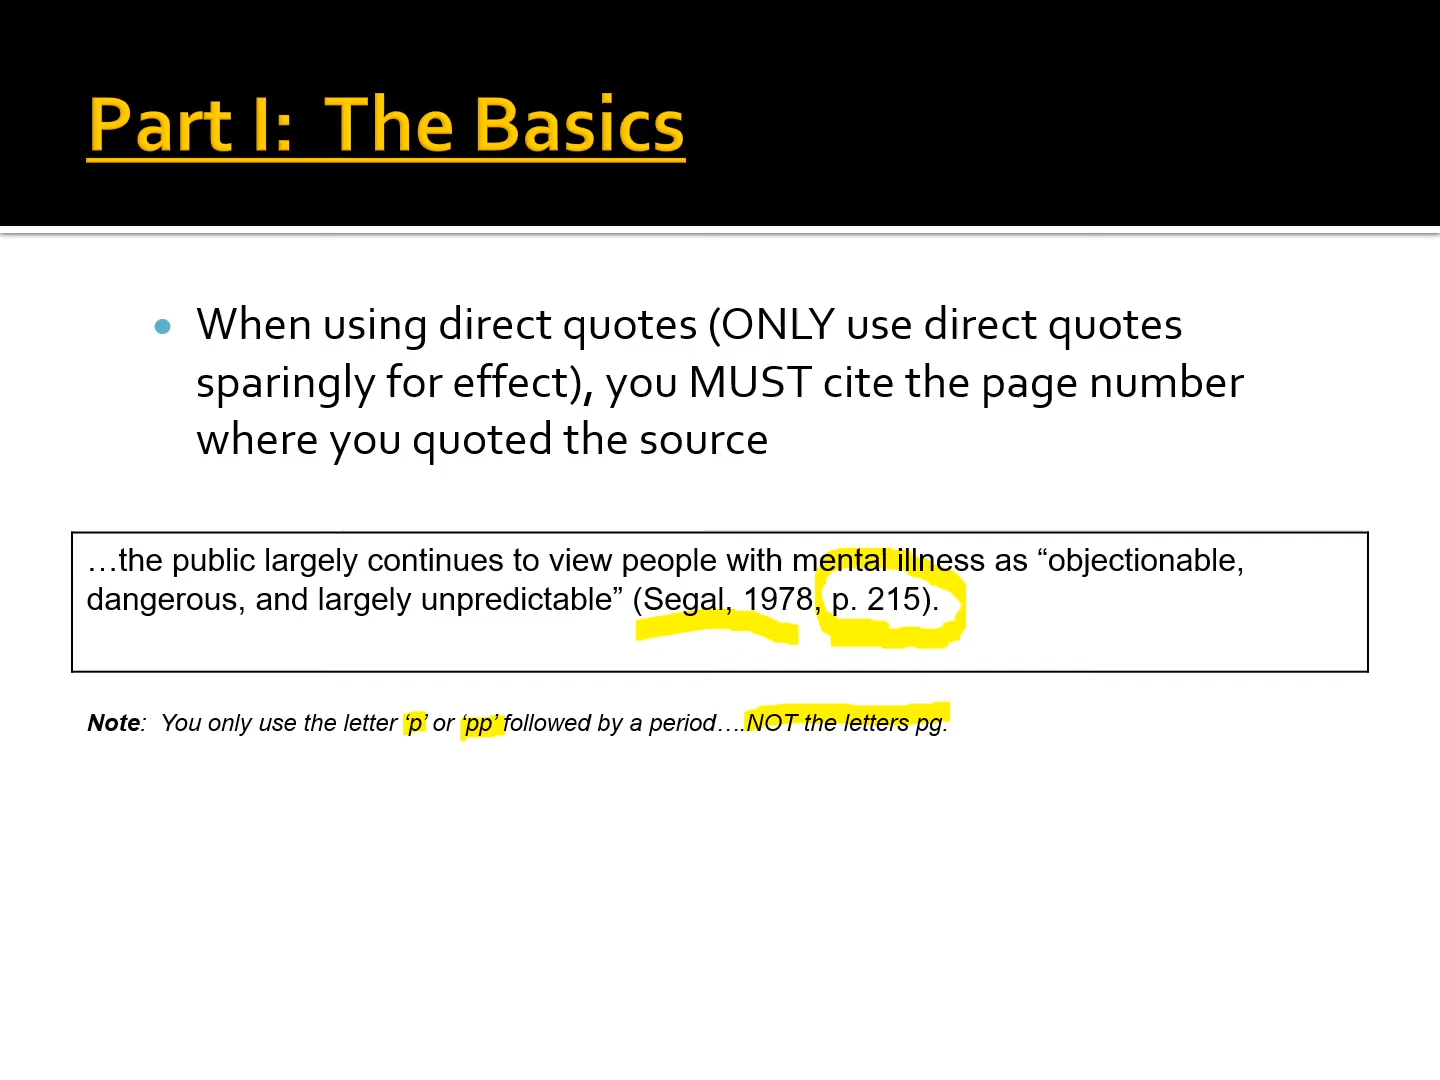 Part I:  The Basics
• When using direct quotes (ONLY use direct quotes
sparingly for effect), you MUST cite the page number
where you quoted the source
…the public largely continues to view people with mental illness as “objectionable,
dangerous, and largely unpredictable” (Segal, 1978, p. 215).
Note:  You only use the letter ‘p’ or ‘pp’ followed by a period….NOT the letters pg.